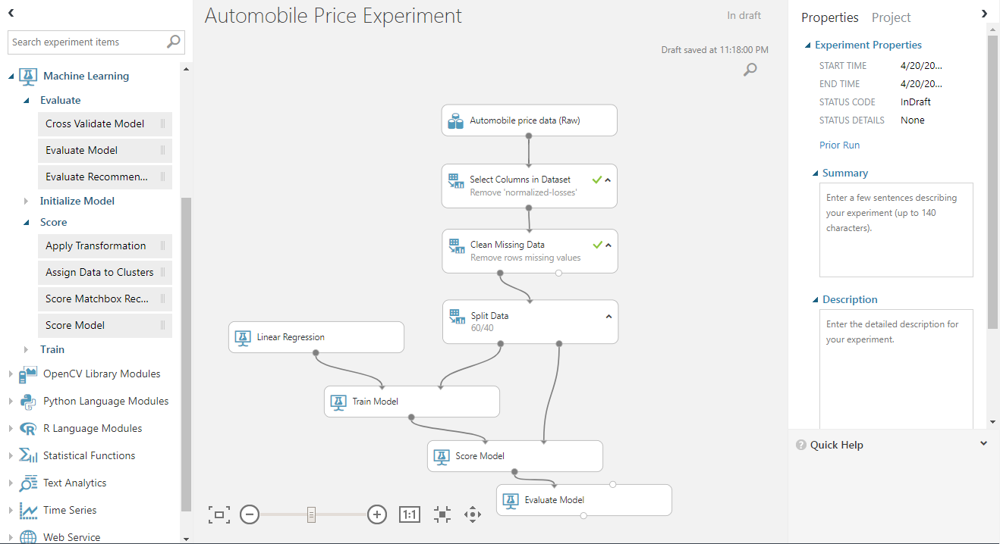 Automobile Price Experiment
In draft
Draft saved at 11:18:00 PM
Search experiment items
Machine Learning
Evaluate
Cross Validate Model
Evaluate Model
Evaluate Recommen...
Initialize Model
Score
Apply Transformation
Assign Data to Clusters
Score Matchbox Rec...
Score Model
Train
OpenCV Library Modules
Python Language Modules
R Language Modules
Statistical Functions
Text Analytics
Time Series
Web Service
Automobile price data (Raw)
Select Columns in Dataset
Remove 'normalized-losses'
Clean Missing Data
Remove rows missing values
Split Data
60/40
Linear Regression
Train Model
Score Model
Evaluate Model
1:1
Properties Project
Experiment Properties
START TIME 4/20/20...
END TIME 4/20/20...
STATUS CODE InDraft
STATUS DETAILS None
Prior Run
Summary
Enter a few sentences describing
your experiment (up to 140
characters).
Description
Enter the detailed description for
your experiment.
? Quick Help